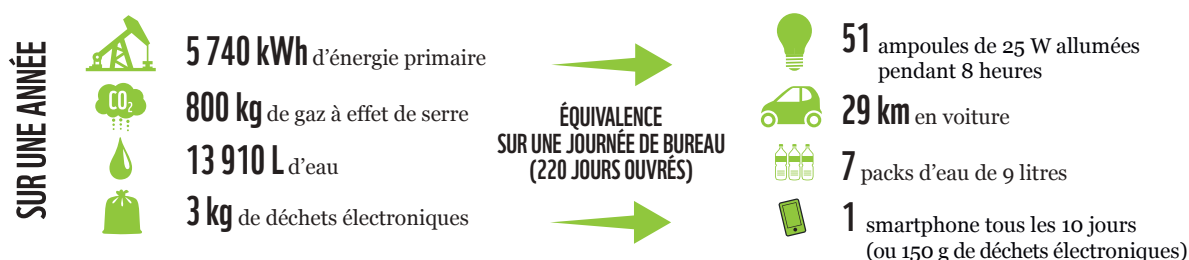 SUR UNE ANNÉE
5 740 kWh d'énergie primaire
CO2
800 kg de gaz à effet de serre
13 910 L d'eau
3 kg de déchets électroniques
ÉQUIVALENCE
SUR UNE JOURNÉE DE BUREAU
(220 JOURS OUVRÉS)
51 ampoules de 25 W allumées
pendant 8 heures
29 km en voiture
7 packs d'eau de 9 litres
1 smartphone tous les 10 jours
(ou 150 g de déchets électroniques)